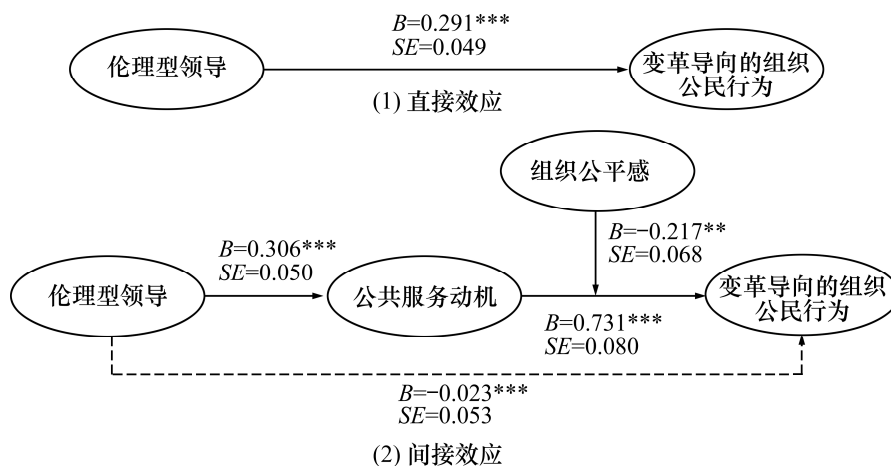 B=0.291***
SE=0.049
伦理型领导
变革导向的组织
公民行为
(1) 直接效应
组织公平感
B=−0.217**
SE=0.068
B=0.306***
SE=0.050
伦理型领导
公共服务动机
变革导向的组织
公民行为
B=0.731***
SE=0.080
B=−0.023***
SE=0.053
(2) 间接效应